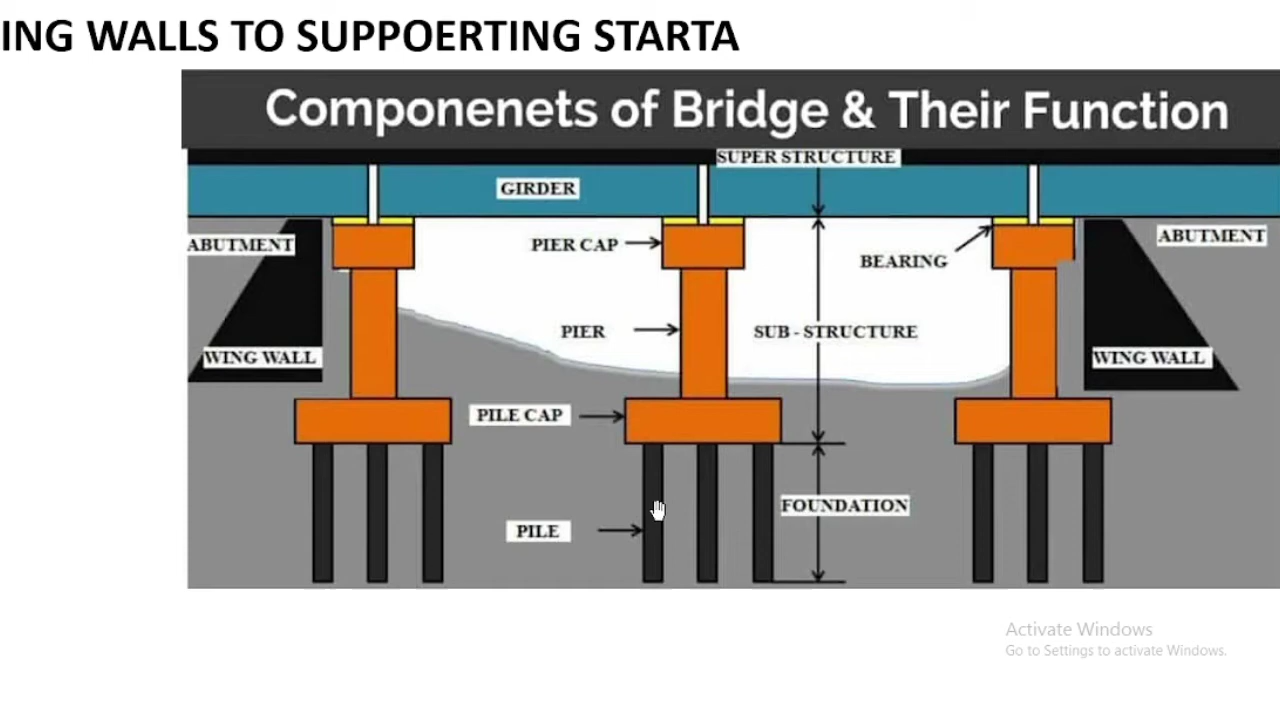 ING WALLS TO SUPPOERTING STARTA
Componenets of Bridge & Their Function
SUPER STRUCTURE
GIRDER
ABUTMENT
PIER CAP
BEARING
ABUTMENT
PIER
SUB - STRUCTURE
WING WALL
WING WALL
PILE CAP
FOUNDATION
PILE
Activate Windows
Go to Settings to activate Windows.